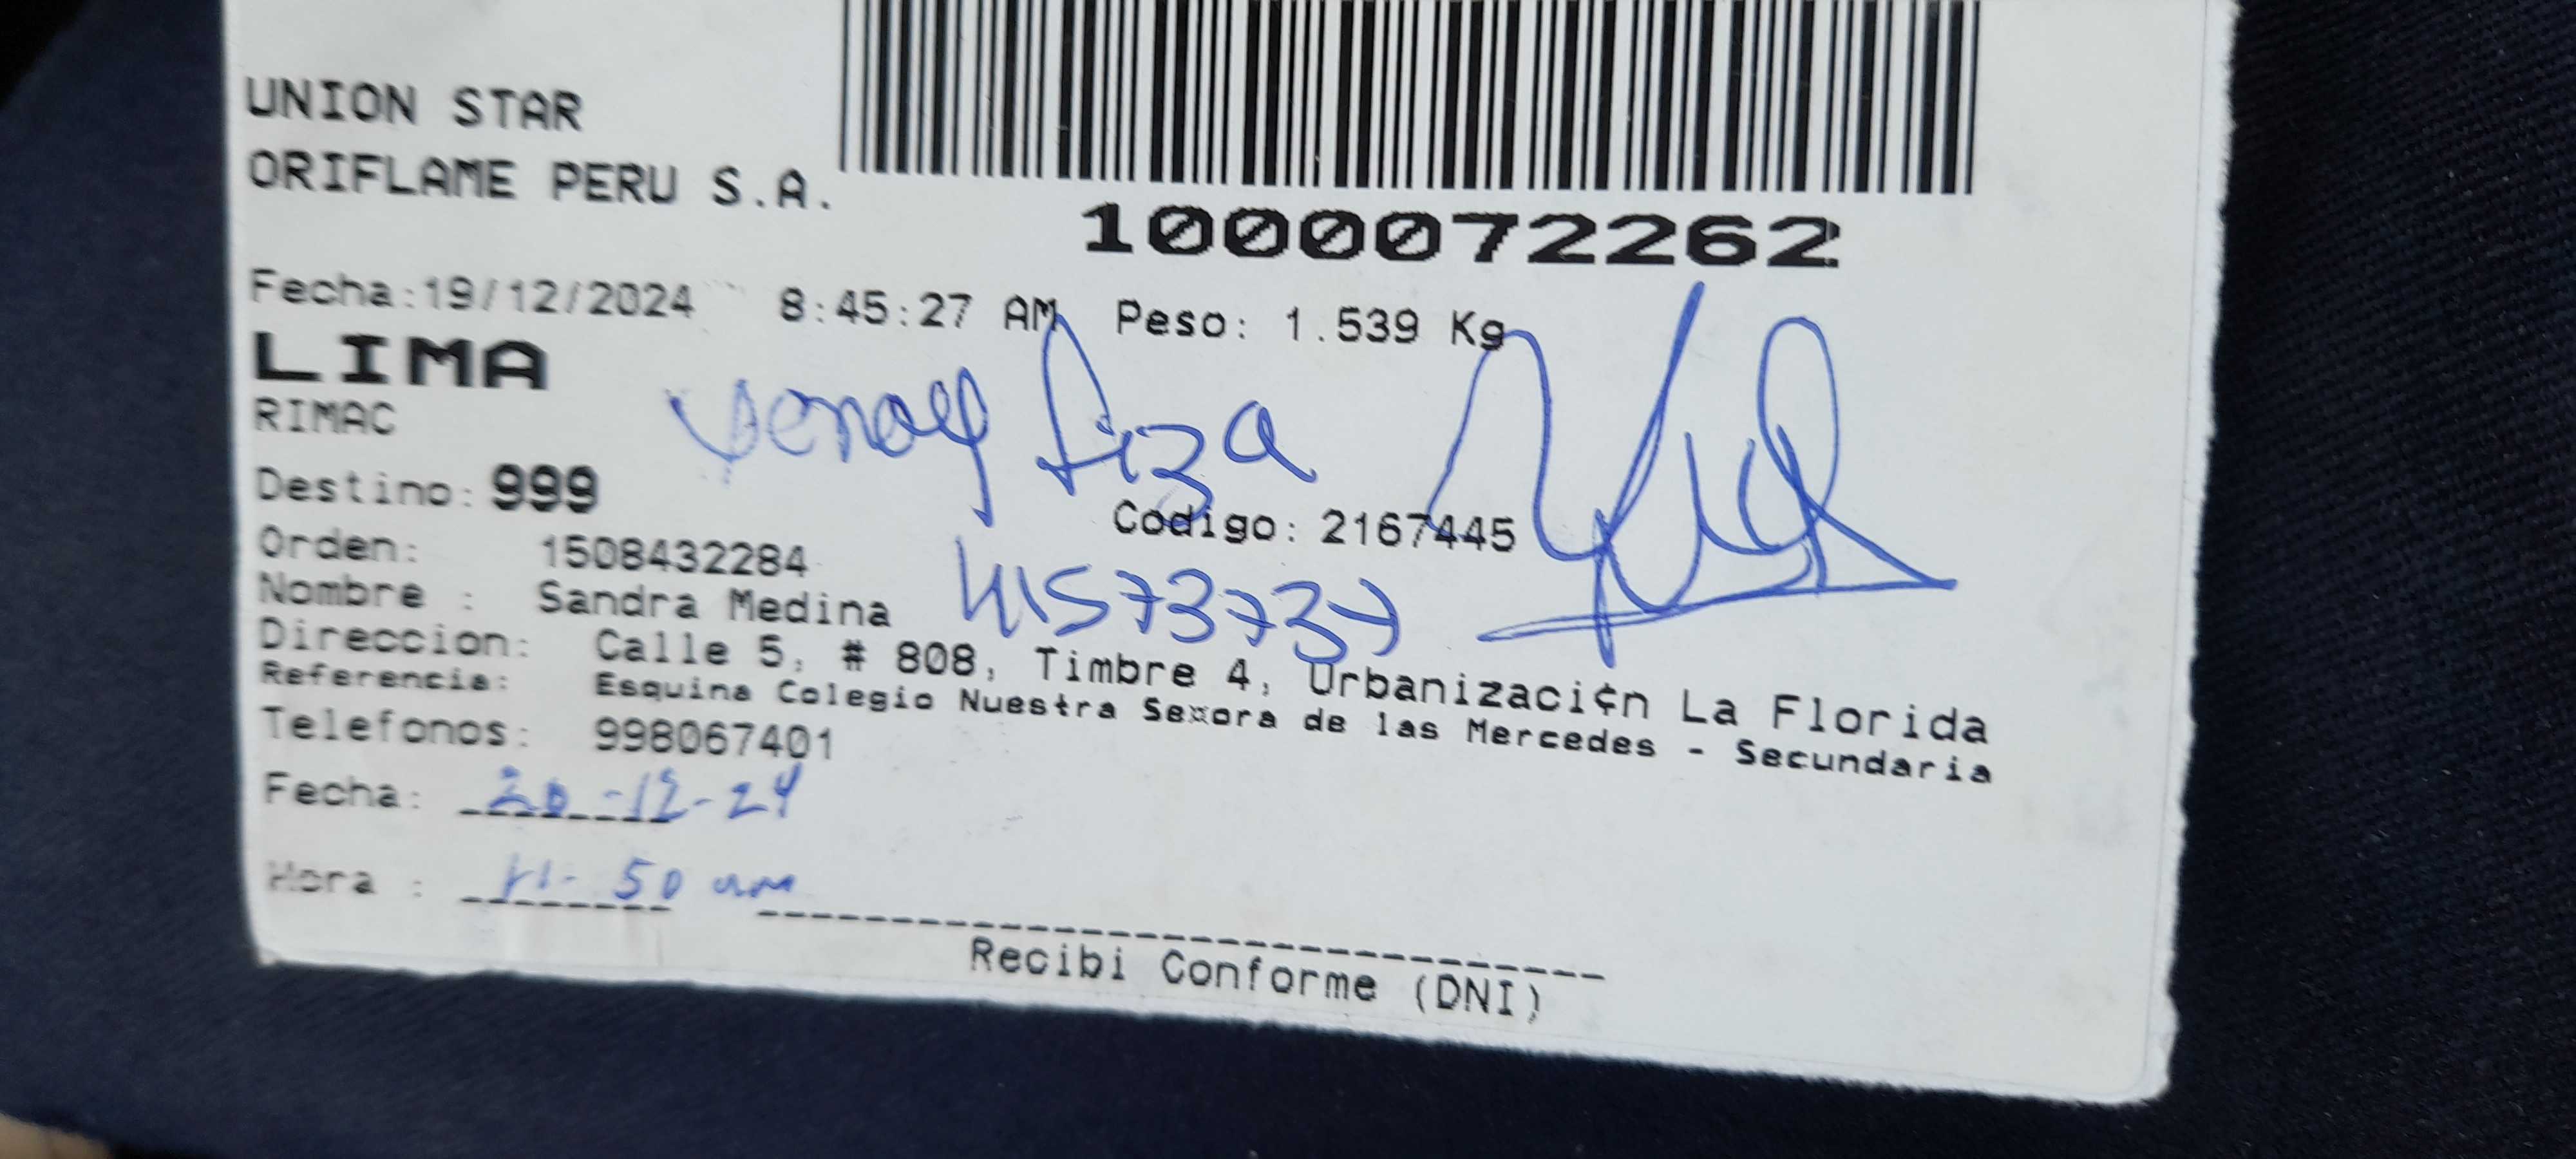 UNION STAR
ORIFLAME PERU S.A.
1000072262
Fecha:19/12/2024 8:45:27 AM Peso: 1.539 Kg
LIMA
RIMAC
Destino: 999
Codigo: 2167445
Orden: 1508432284
Nombre : Sandra Medina
41573737
Direccion: Calle 5, # 808, Timbre 4, Urbanizaci¢n La Florida
Referencia: Esquina Colegio Nuestra Se¤ora de las Mercedes - Secundaria
Telefonos: 998067401
Fecha: 20-12-24
Hora : 11-50 am
Recibi Conforme (DNI)